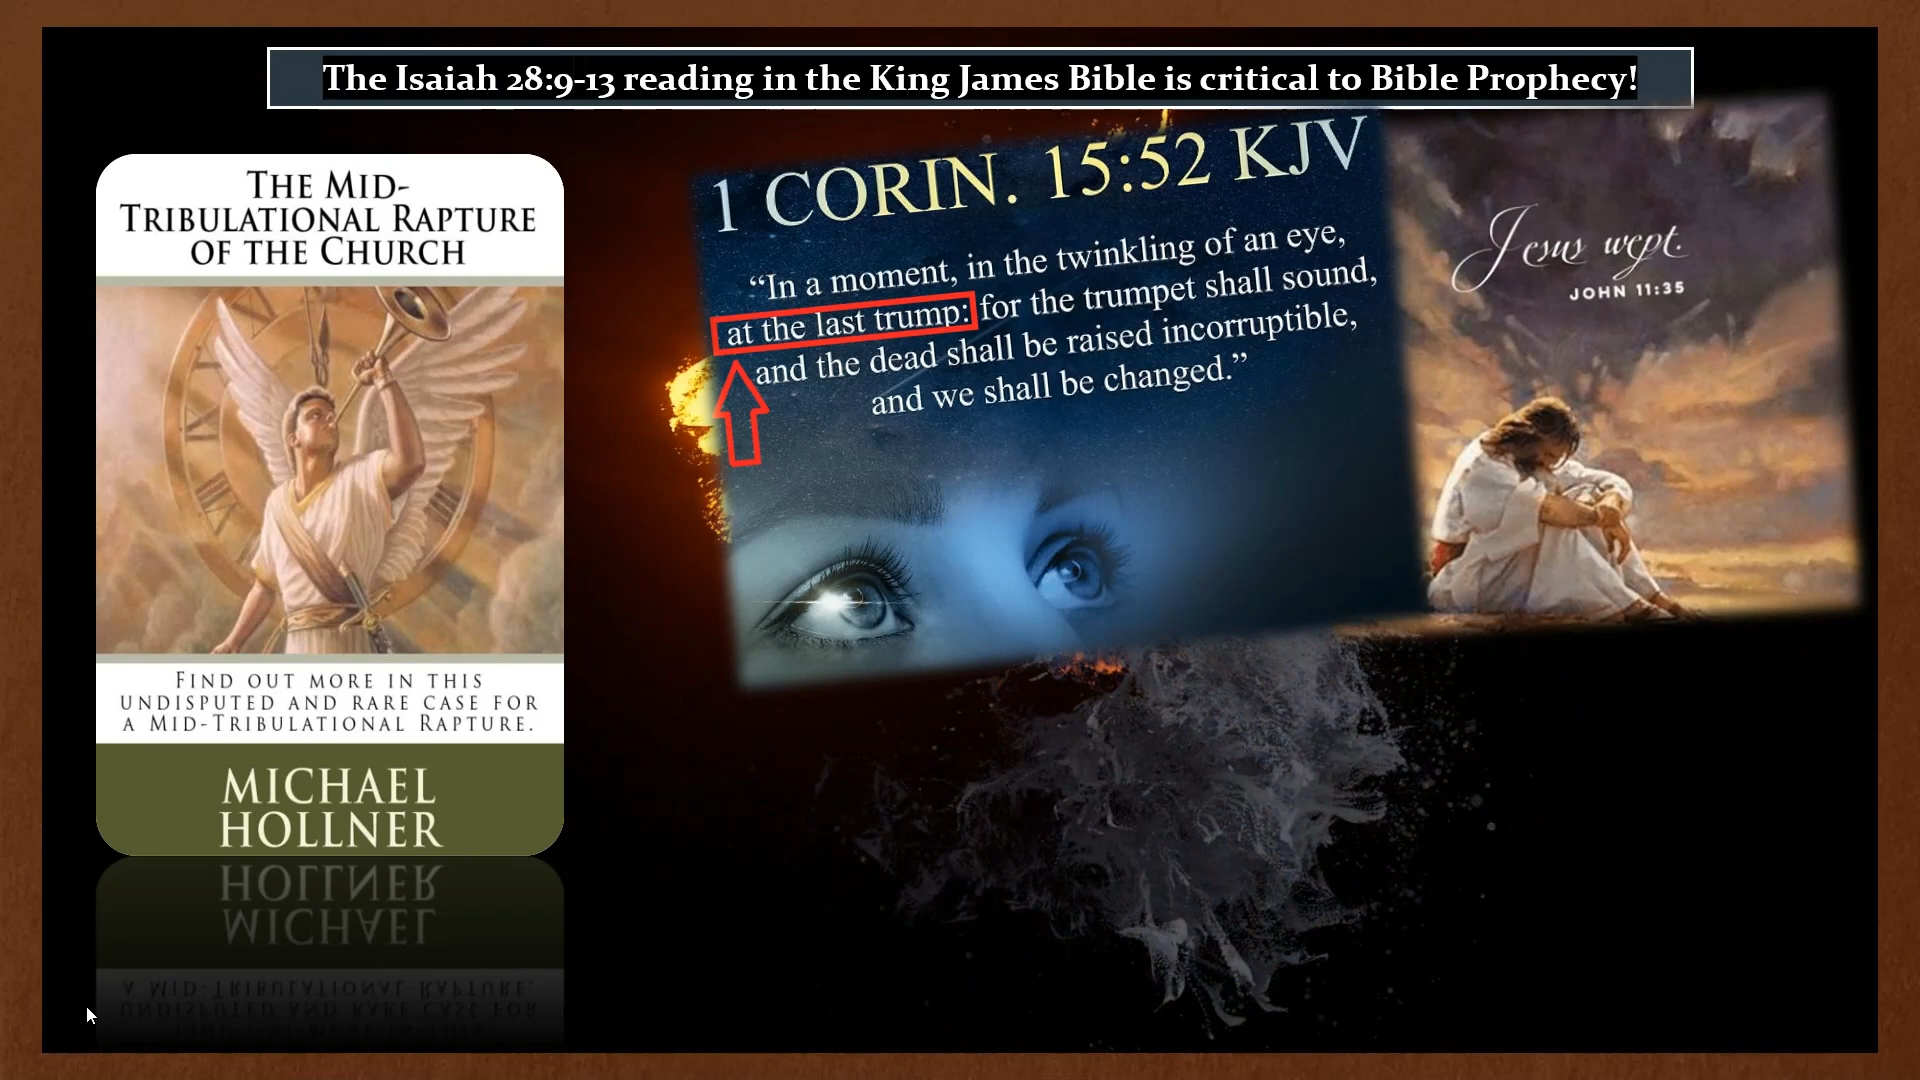 The Isaiah 28:9-13 reading in the King James Bible is critical to Bible Prophecy!
THE MID-
TRIBULATIONAL RAPTURE
OF THE CHURCH
FIND OUT MORE IN THIS
UNDISPUTED AND RARE CASE FOR
A MID-TRIBULATIONAL RAPTURE.
MICHAEL
HOLLNER
1 CORIN. 15:52 KJV
“In a moment, in the twinkling of an eye,
at the last trump: for the trumpet shall sound,
and the dead shall be raised incorruptible,
and we shall be changed.”
Jesus wept.
JOHN 11:35